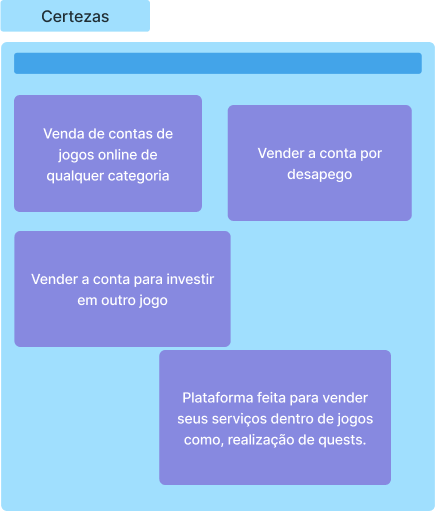 Certezas
Venda de contas de
jogos online de
qualquer categoria
Vender a conta por
desapego
Vender a conta para investir
em outro jogo
Plataforma feita para vender
seus serviços dentro de jogos
como, realização de quests.